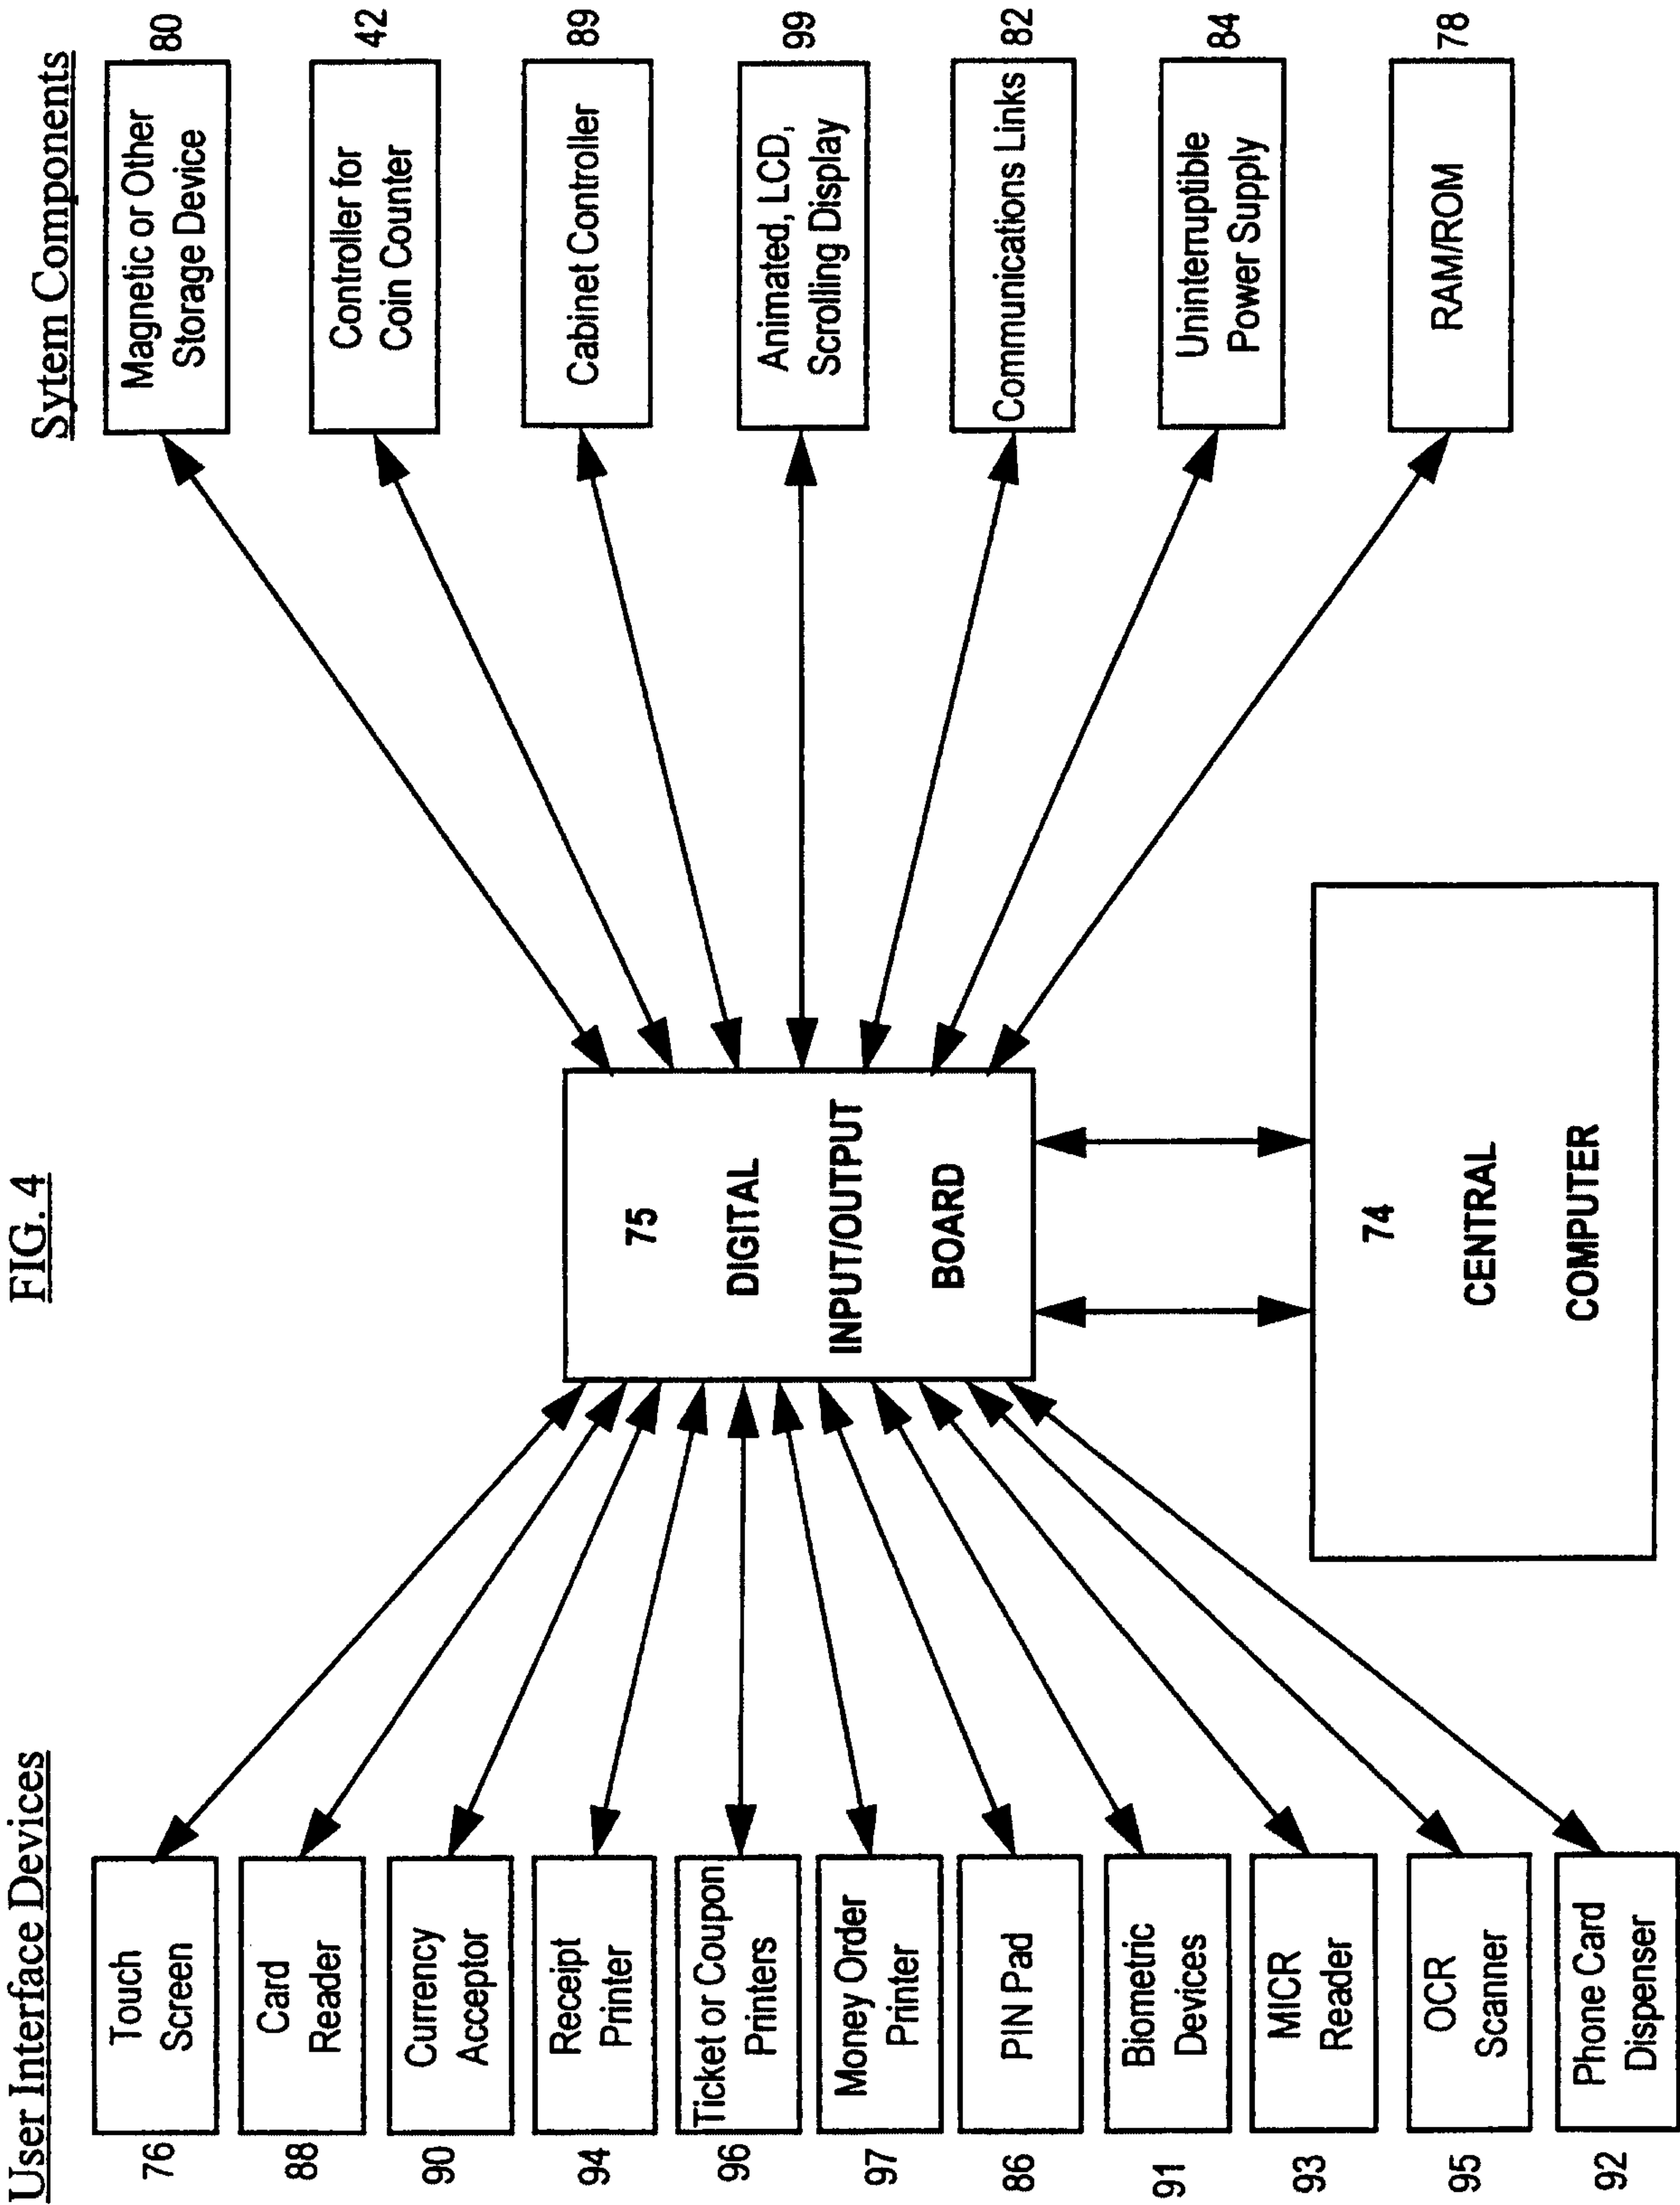 FIG. 4
User Interface Devices
76
Touch
Screen
88
Card
Reader
90
Currency
Acceptor
94
Receipt
Printer
96
Ticket or Coupon
Printers
97
Money Order
Printer
86
PIN Pad
91
Biometric
Devices
93
MICR
Reader
95
OCR
Scanner
92
Phone Card
Dispenser
75
DIGITAL
INPUT/OUTPUT
BOARD
74
CENTRAL
COMPUTER
Sytem Components
Magnetic or Other
Storage Device
80
Controller for
Coin Counter
42
Cabinet Controller
89
Animated, LCD,
Scrolling Display
99
Communications Links
82
Uninterruptible
Power Supply
84
RAM/ROM
78